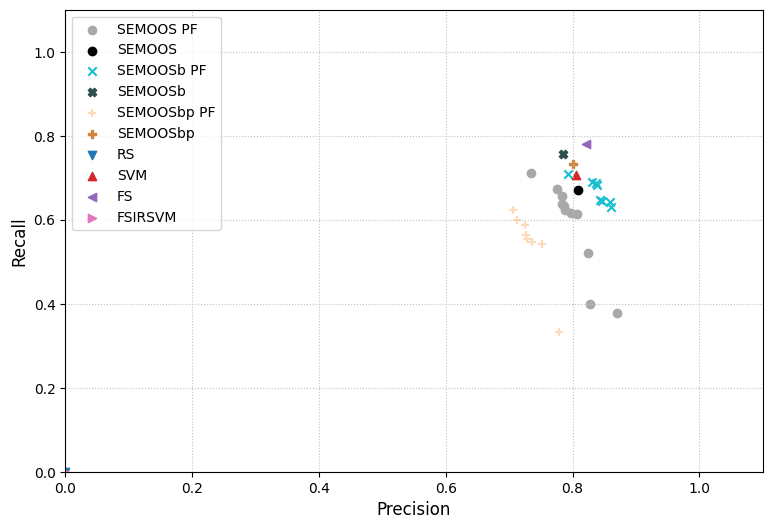 SEMOOS PF
SEMOOS
SEMOOSb PF
SEMOOSb
SEMOOSbp PF
SEMOOSbp
RS
SVM
FS
FSIRSVM
Recall
1.0
0.8
0.6
0.4
0.2
0.0
0.0 0.2 0.4 0.6 0.8 1.0
Precision